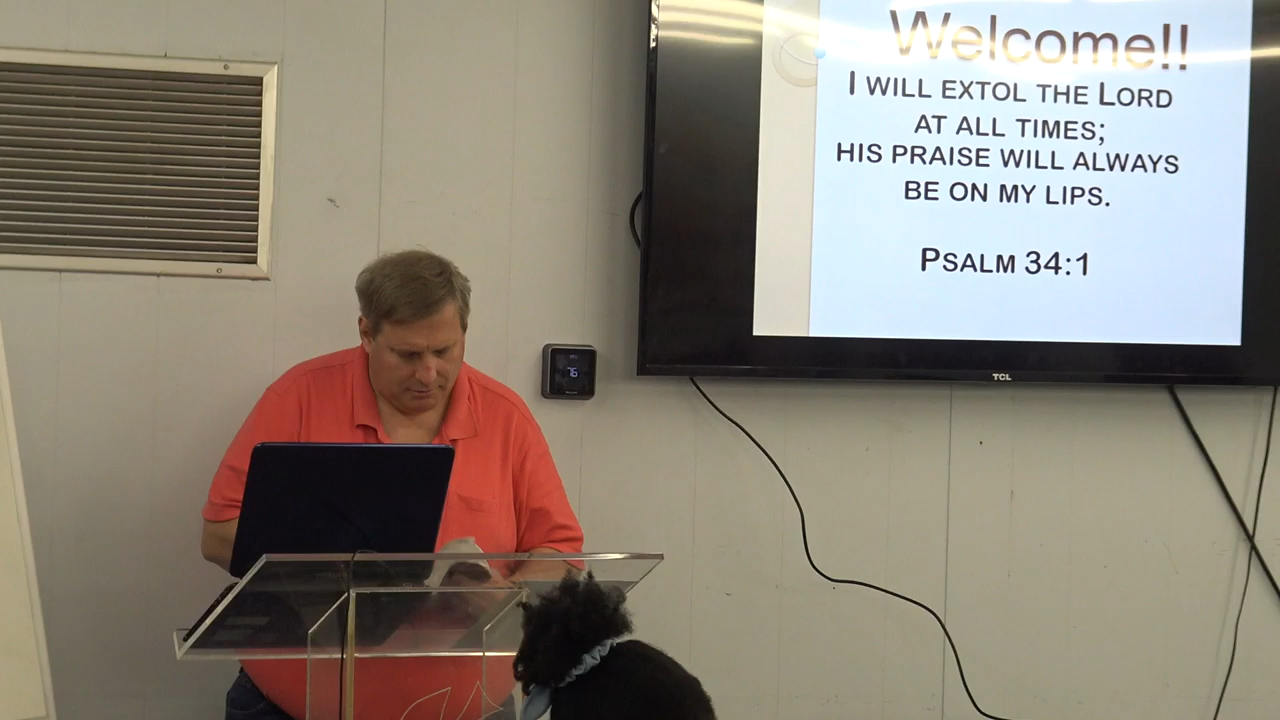 Welcome!!
I WILL EXTOL THE LORD
AT ALL TIMES;
HIS PRAISE WILL ALWAYS
BE ON MY LIPS.
PSALM 34:1
TCL
76